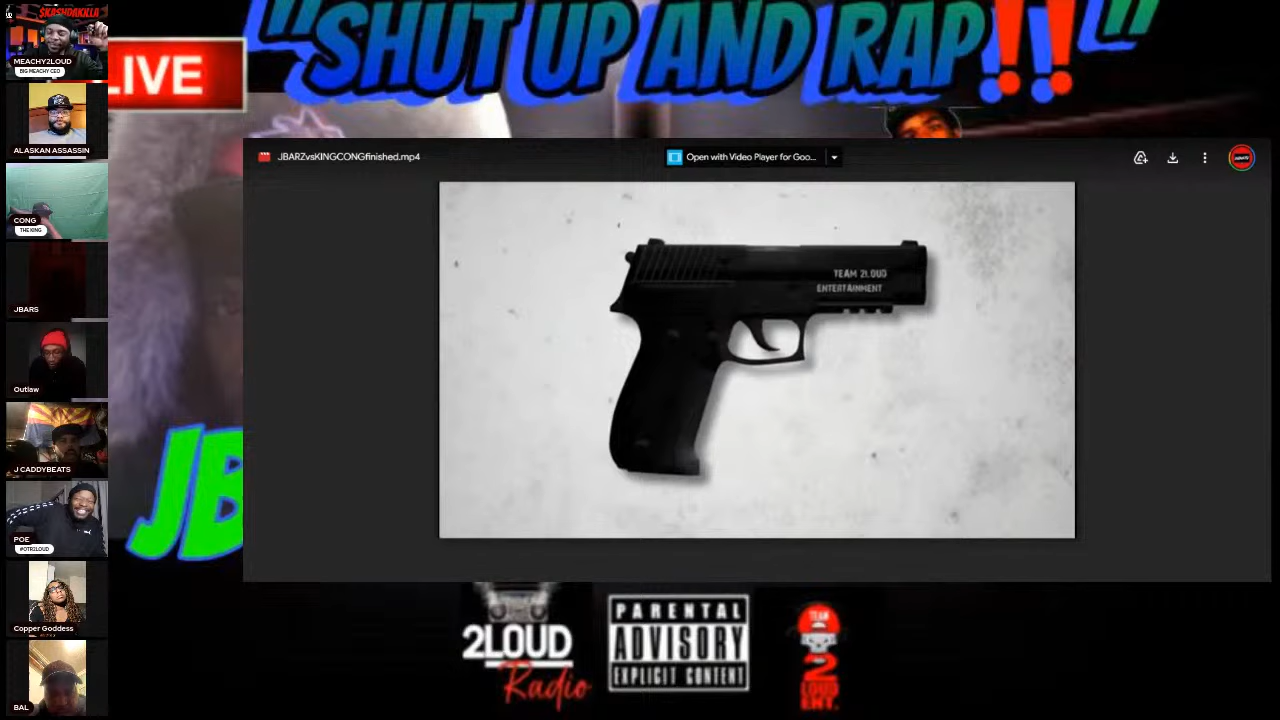 $KASHDAKILLA
MEACHY2LOUD
BIG MEACHY CEO
ALASKAN ASSASSIN
CONG
THE KING
JBARS
Outlaw
J CADDYBEATS
POE
#OTR2LOUD
Copper Goddess
BAL
"SHUT UP AND RAP!!"
LIVE
JBARZvsKINGCONGfinished.mp4
Open with Video Player for Goo...
TEAM 2LOUD
ENTERTAINMENT
JB
2LOUD
Radio
PARENTAL
ADVISORY
EXPLICIT CONTENT
TEAM
2
LOUD
ENT.